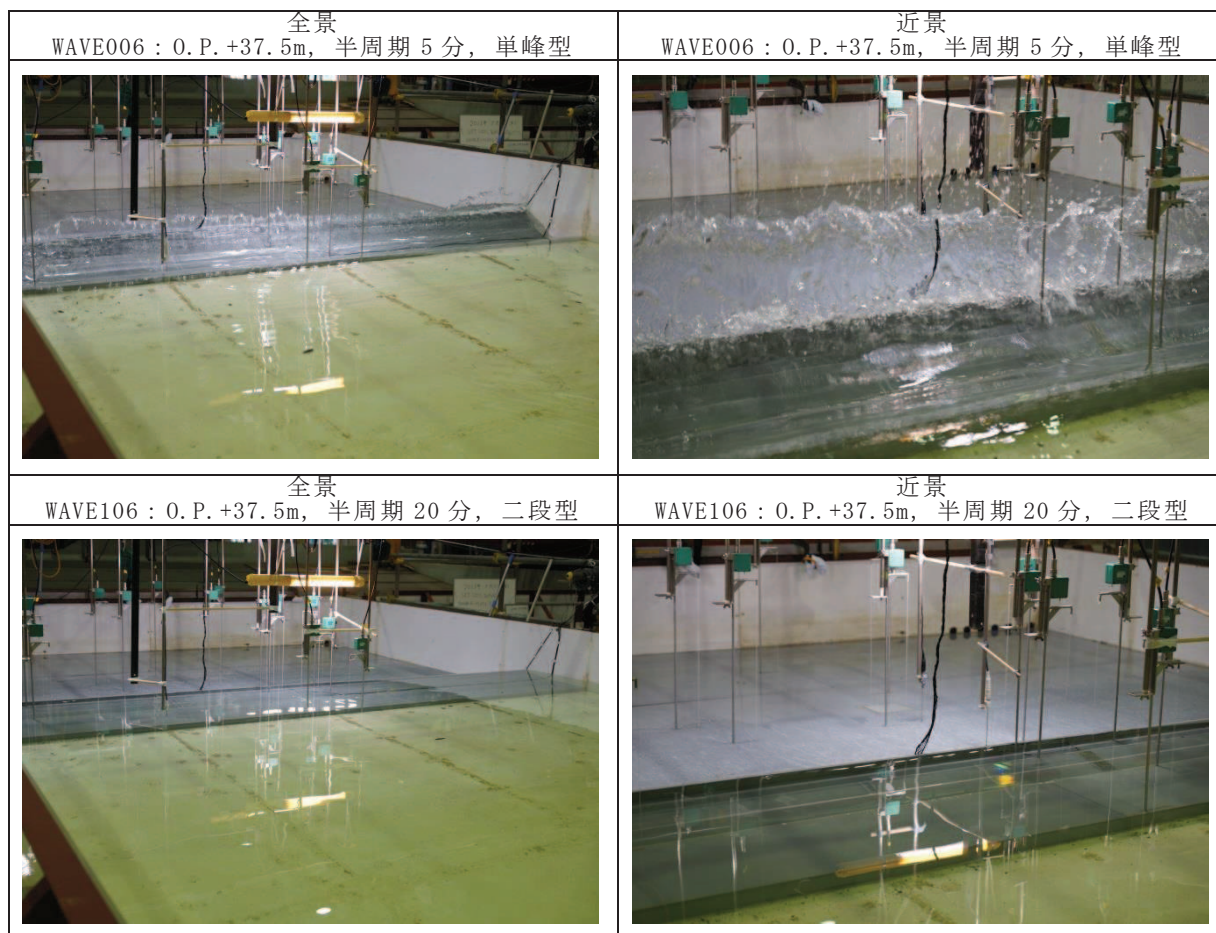 全景
WAVE006：O.P.+37.5m, 半周期 5 分, 単峰型
近景
WAVE006：O.P.+37.5m, 半周期 5 分, 単峰型
全景
WAVE106：O.P.+37.5m, 半周期 20 分, 二段型
近景
WAVE106：O.P.+37.5m, 半周期 20 分, 二段型